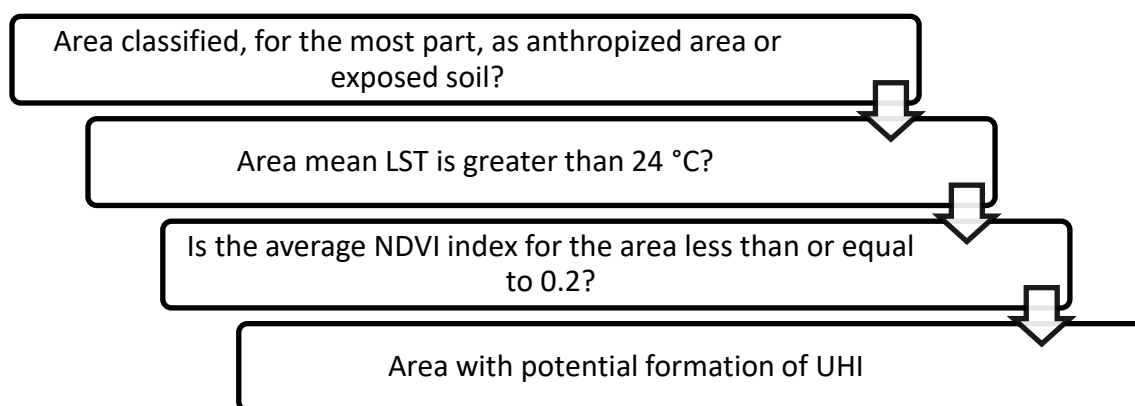 Area classified, for the most part, as anthropized area or
exposed soil?
Area mean LST is greater than 24 °C?
Is the average NDVI index for the area less than or equal
to 0.2?
Area with potential formation of UHI